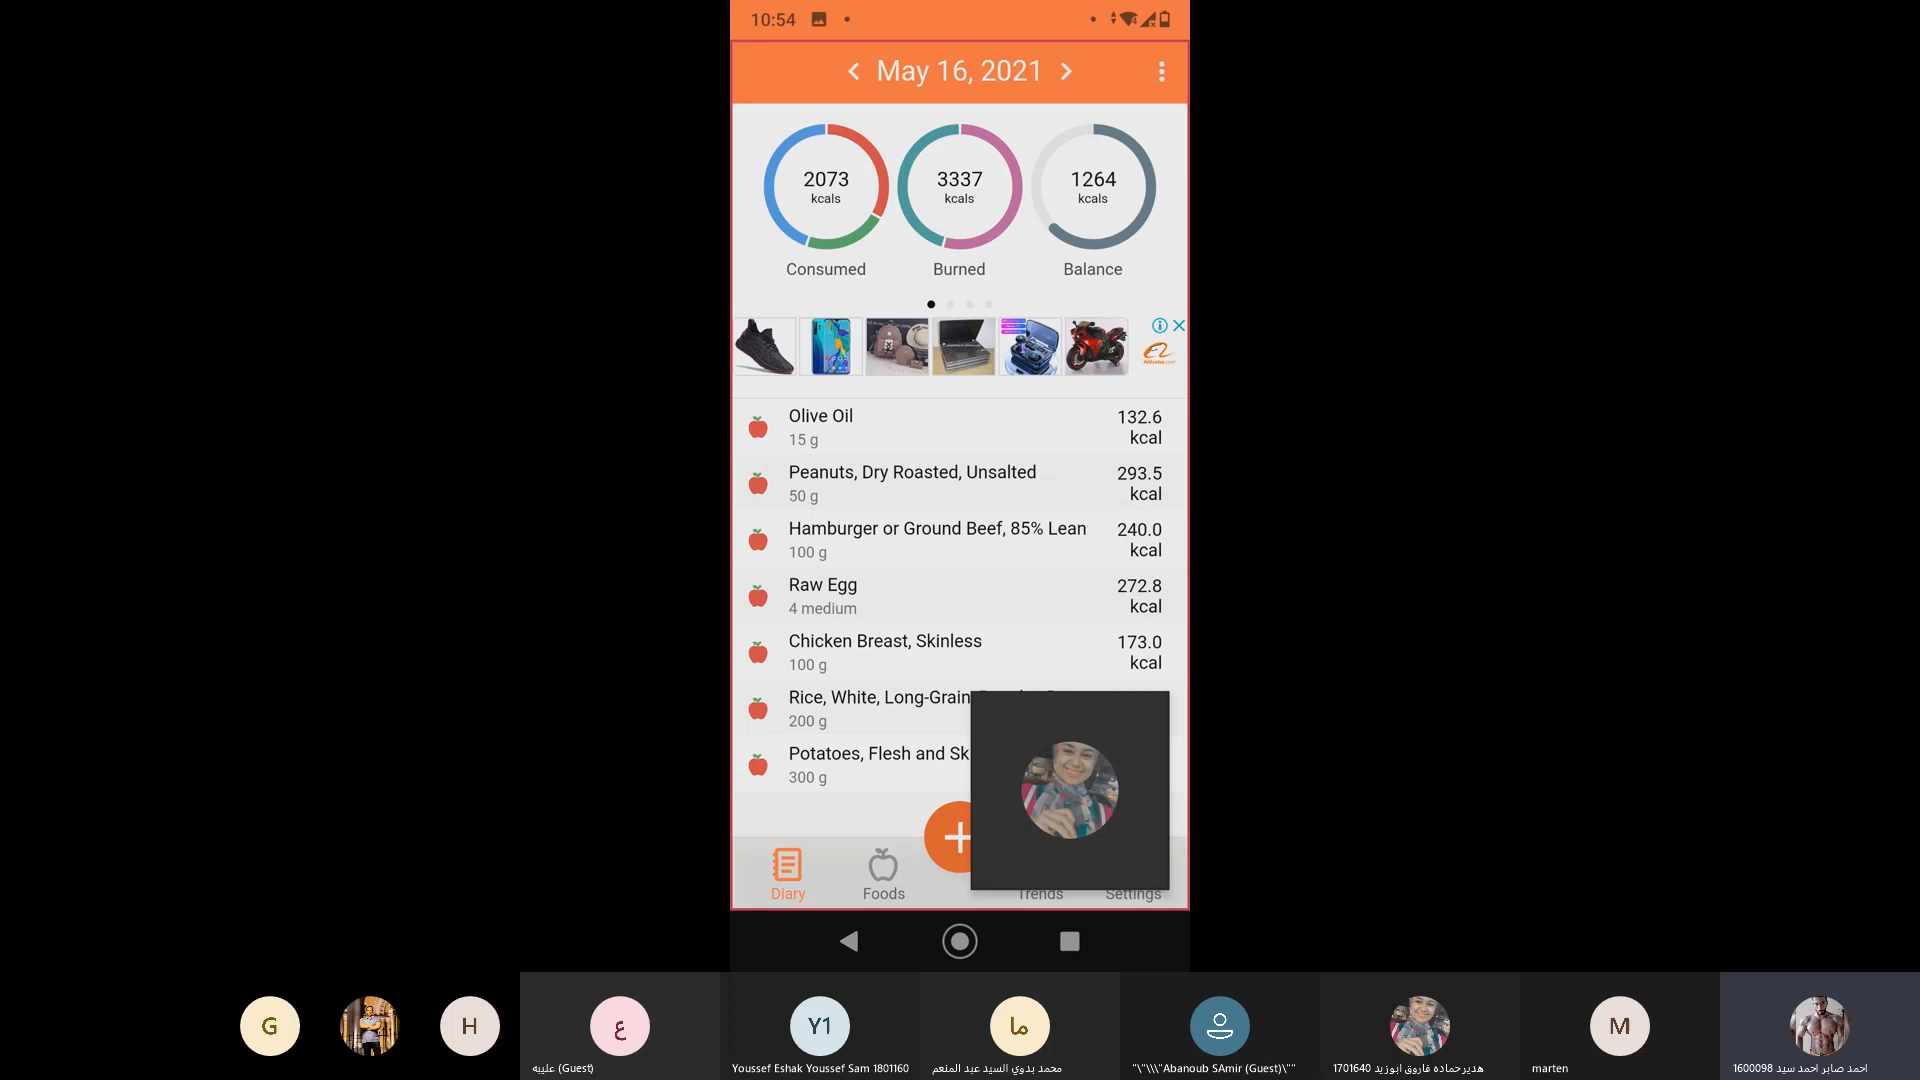 10:54
May 16, 2021
2073
kcals
Consumed
3337
kcals
Burned
1264
kcals
Balance
Alibaba.com
Olive Oil
15 g
132.6
kcal
Peanuts, Dry Roasted, Unsalted
50 g
293.5
kcal
Hamburger or Ground Beef, 85% Lean
100 g
240.0
kcal
Raw Egg
4 medium
272.8
kcal
Chicken Breast, Skinless
100 g
173.0
kcal
Rice, White, Long-Grain
200 g
Potatoes, Flesh and Sk
300 g
Diary
Foods
Trends
Settings
G
H
ع
عليبه (Guest)
Y1
Youssef Eshak Youssef Sam 1801160
ما
محمد بدوي السيد عبد المنعم
"\"\\\"Abanoub SAmir (Guest)\""
هديرحماده فاروق ابوزيد 1701640
M
marten
احمد صابر احمد سيد 1600098